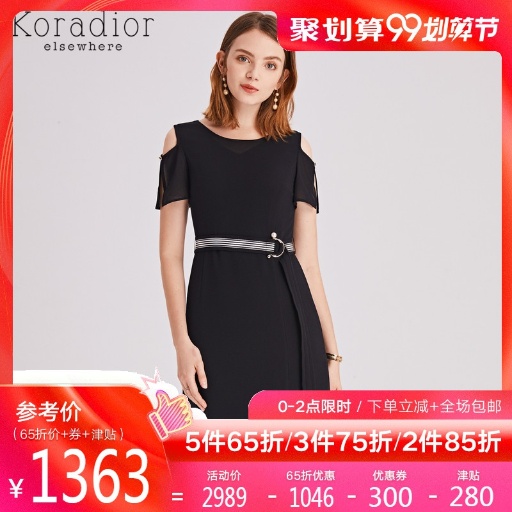 Koradior
elsewhere
聚划算99划算节
参考价
(65折价+券+津贴)
¥1363
0-2点限时/下单立减+全场包邮
5件65折/3件75折/2件85折
活动价 65折优惠 优惠券 津贴
=2989-1046-300-280